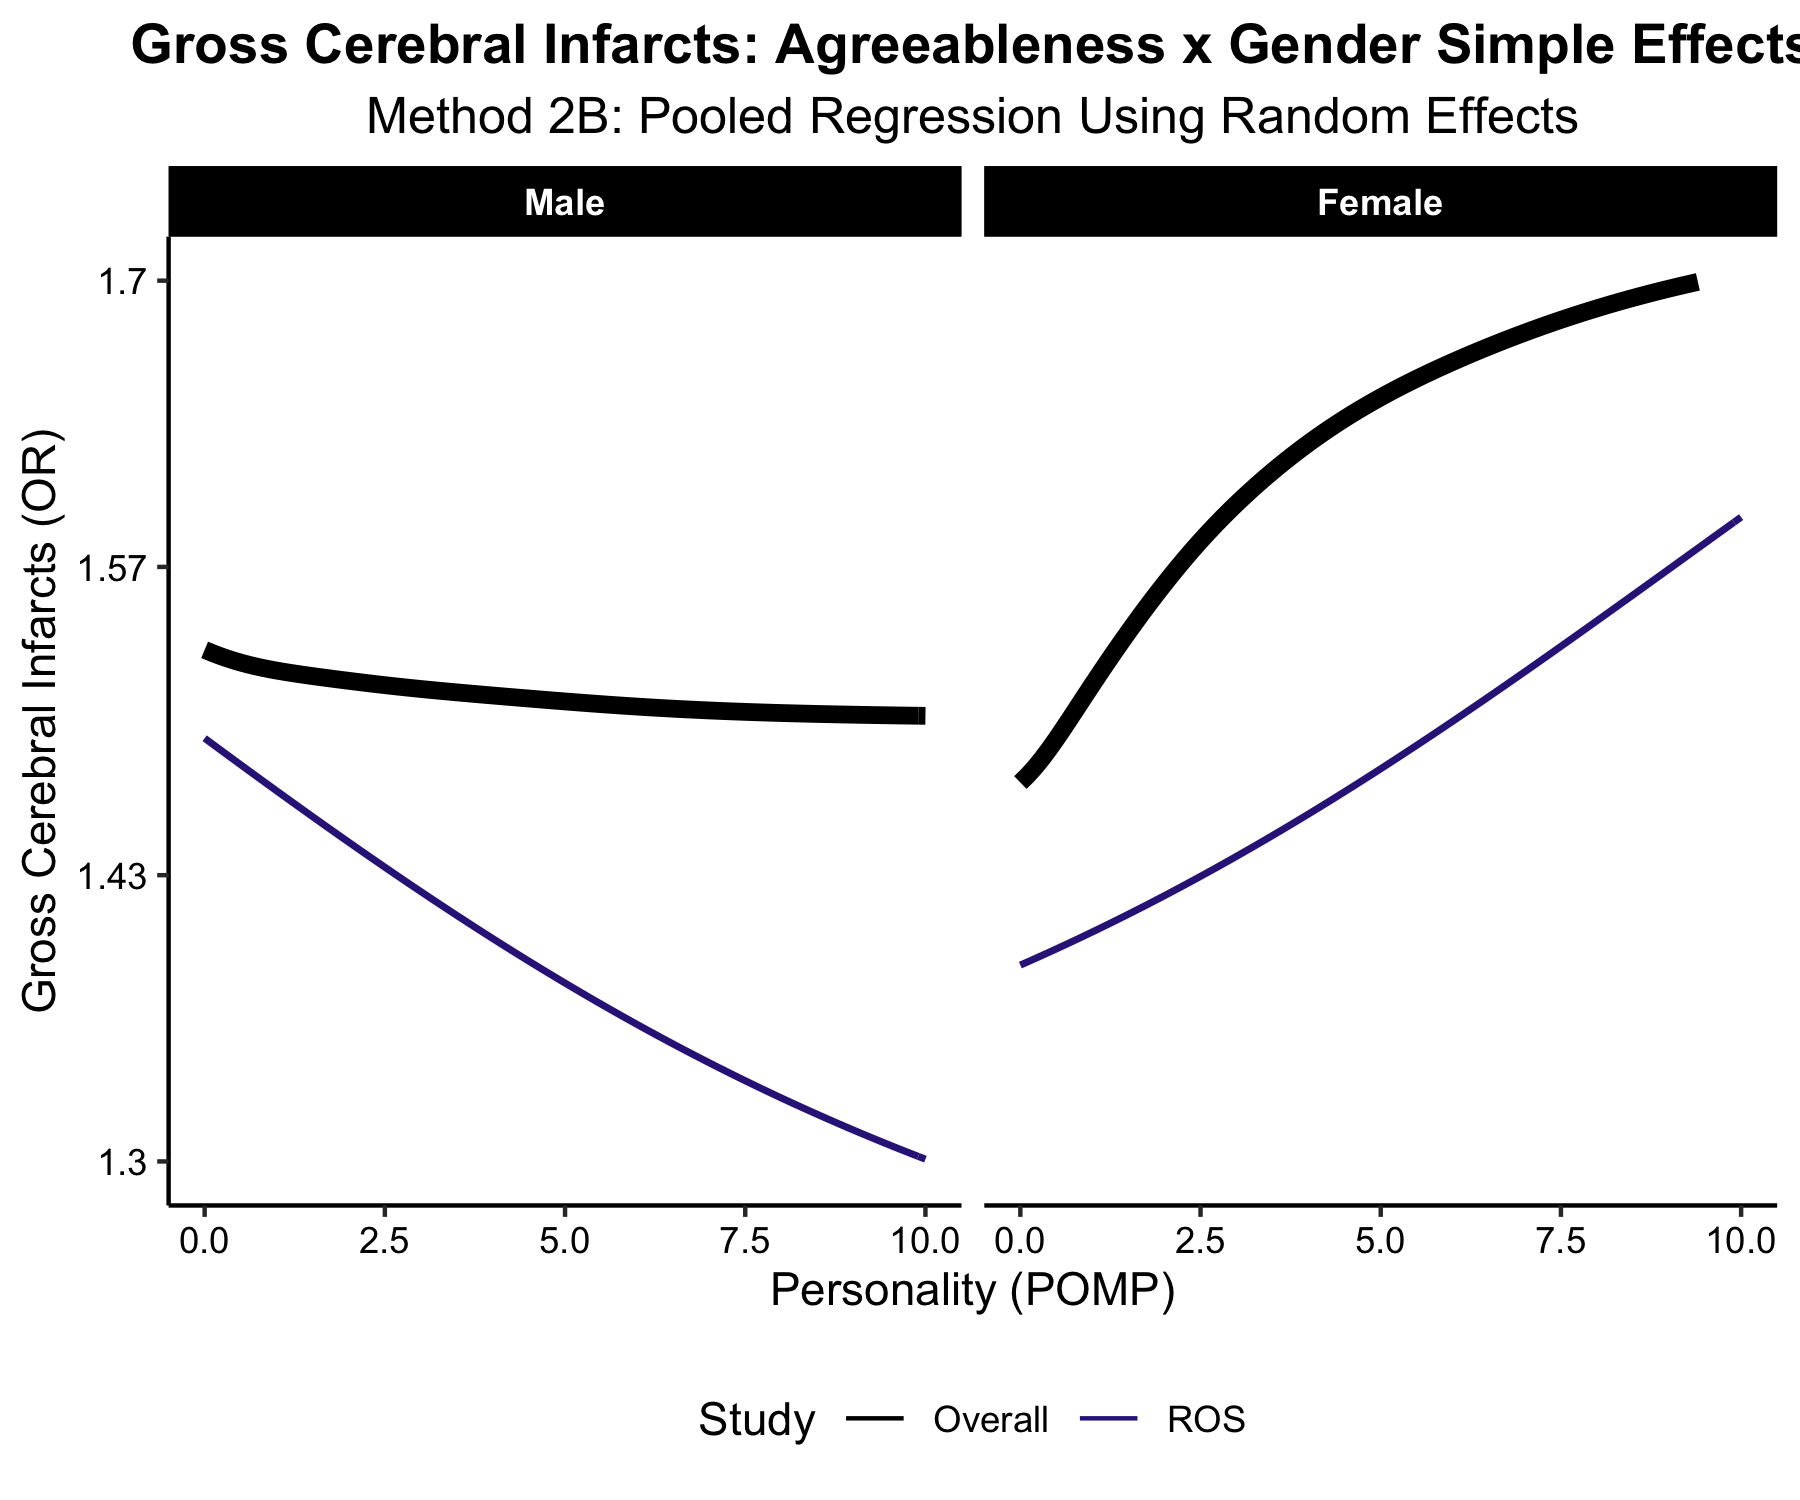 Gross Cerebral Infarcts: Agreeableness x Gender Simple Effects
Method 2B: Pooled Regression Using Random Effects
Male
Female
Gross Cerebral Infarcts (OR)
1.7
1.57
1.43
1.3
0.0 2.5 5.0 7.5 10.0 0.0 2.5 5.0 7.5 10.0
Personality (POMP)
Study Overall ROS